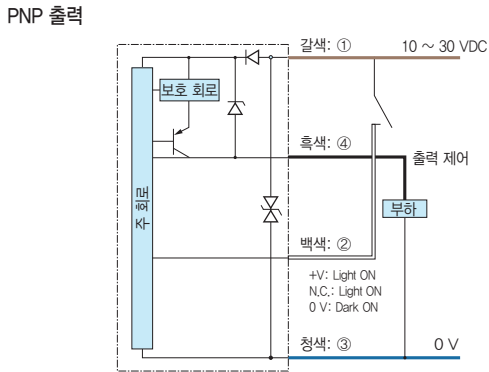 PNP 출력
갈색: ①
10 ~ 30 VDC
보호 회로
흑색: ④
출력 제어
주 회로
부하
백색: ②
+V: Light ON
N.C.: Light ON
0 V: Dark ON
청색: ③
0 V